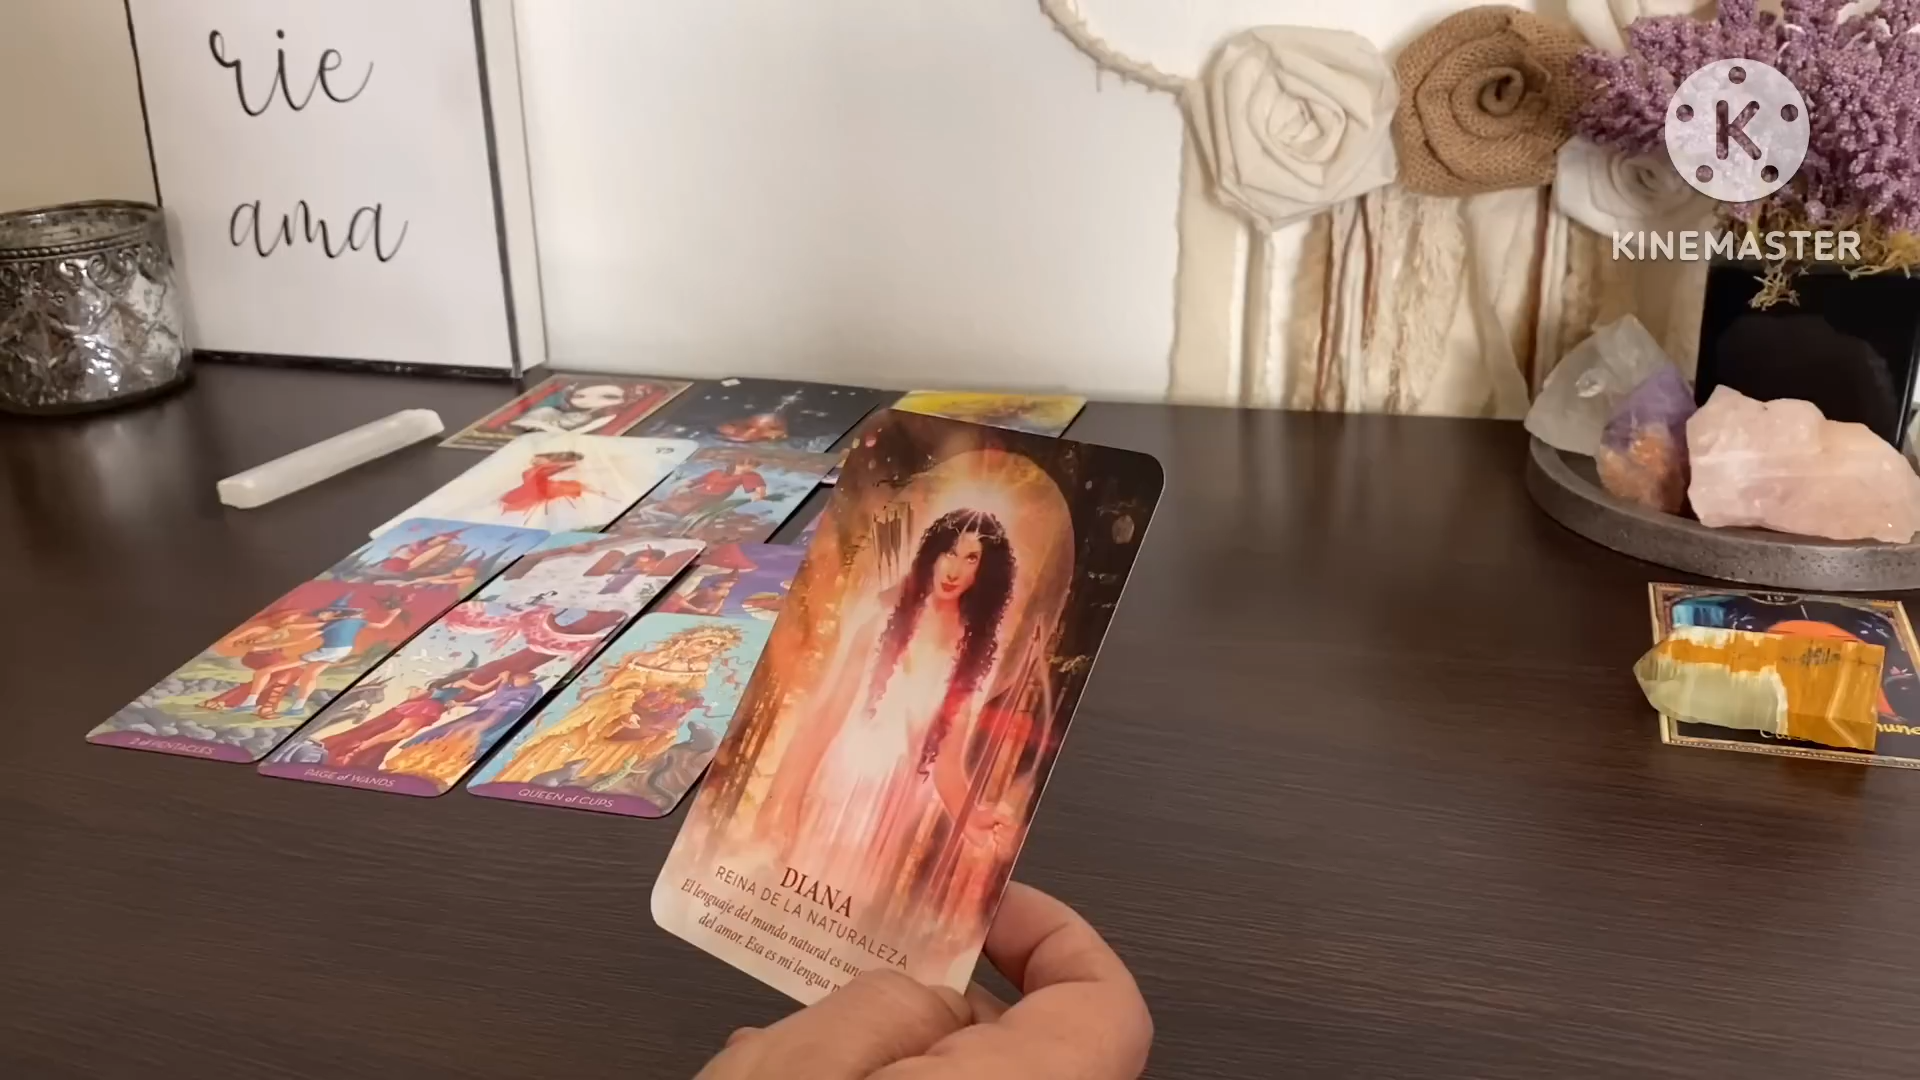 rie
ama
K
KINEMASTER
19
2 of PENTACLES
PAGE of WANDS
QUEEN of CUPS
DIANA
REINA DE LA NATURALEZA
El lenguaje del mundo natural es
del amor. Esa es mi lengua